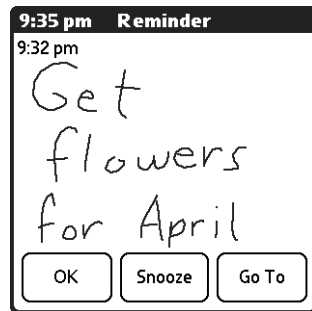 9:35 pm Reminder
9:32 pm
Get
flowers
for April
OK Snooze Go To